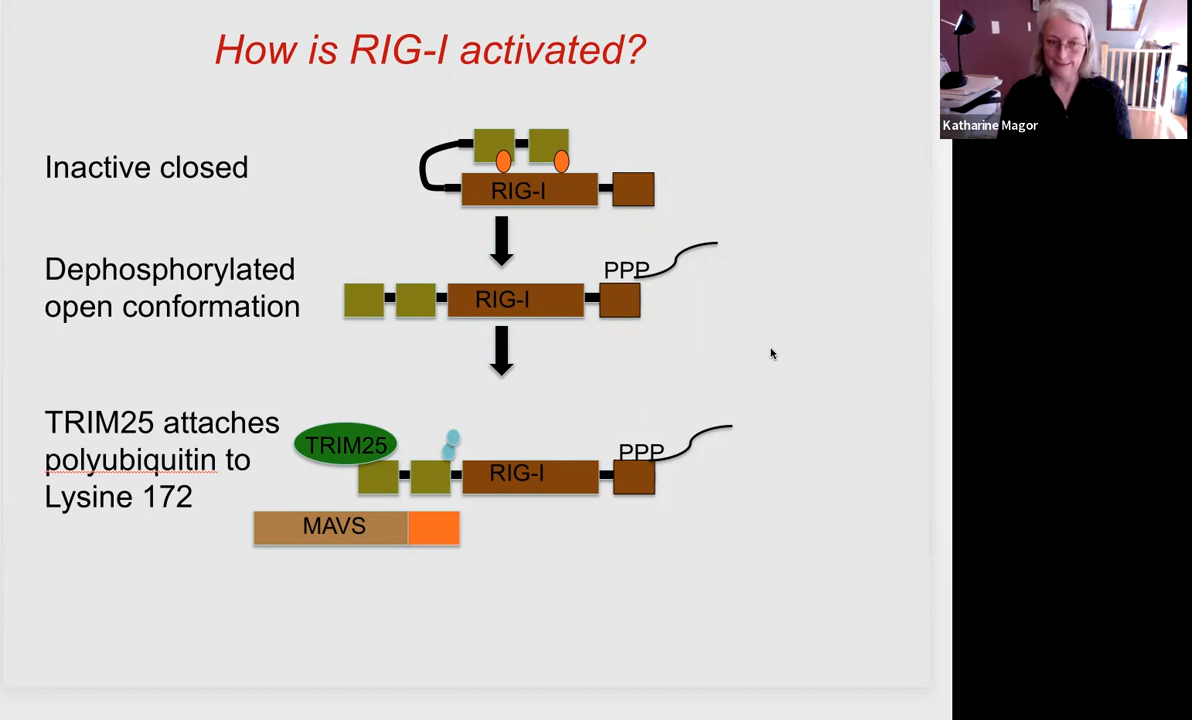 How is RIG-I activated?
Katharine Magor
Inactive closed
RIG-I
Dephosphorylated
open conformation
PPP
RIG-I
TRIM25 attaches
polyubiquitin to
Lysine 172
TRIM25
PPP
RIG-I
MAVS